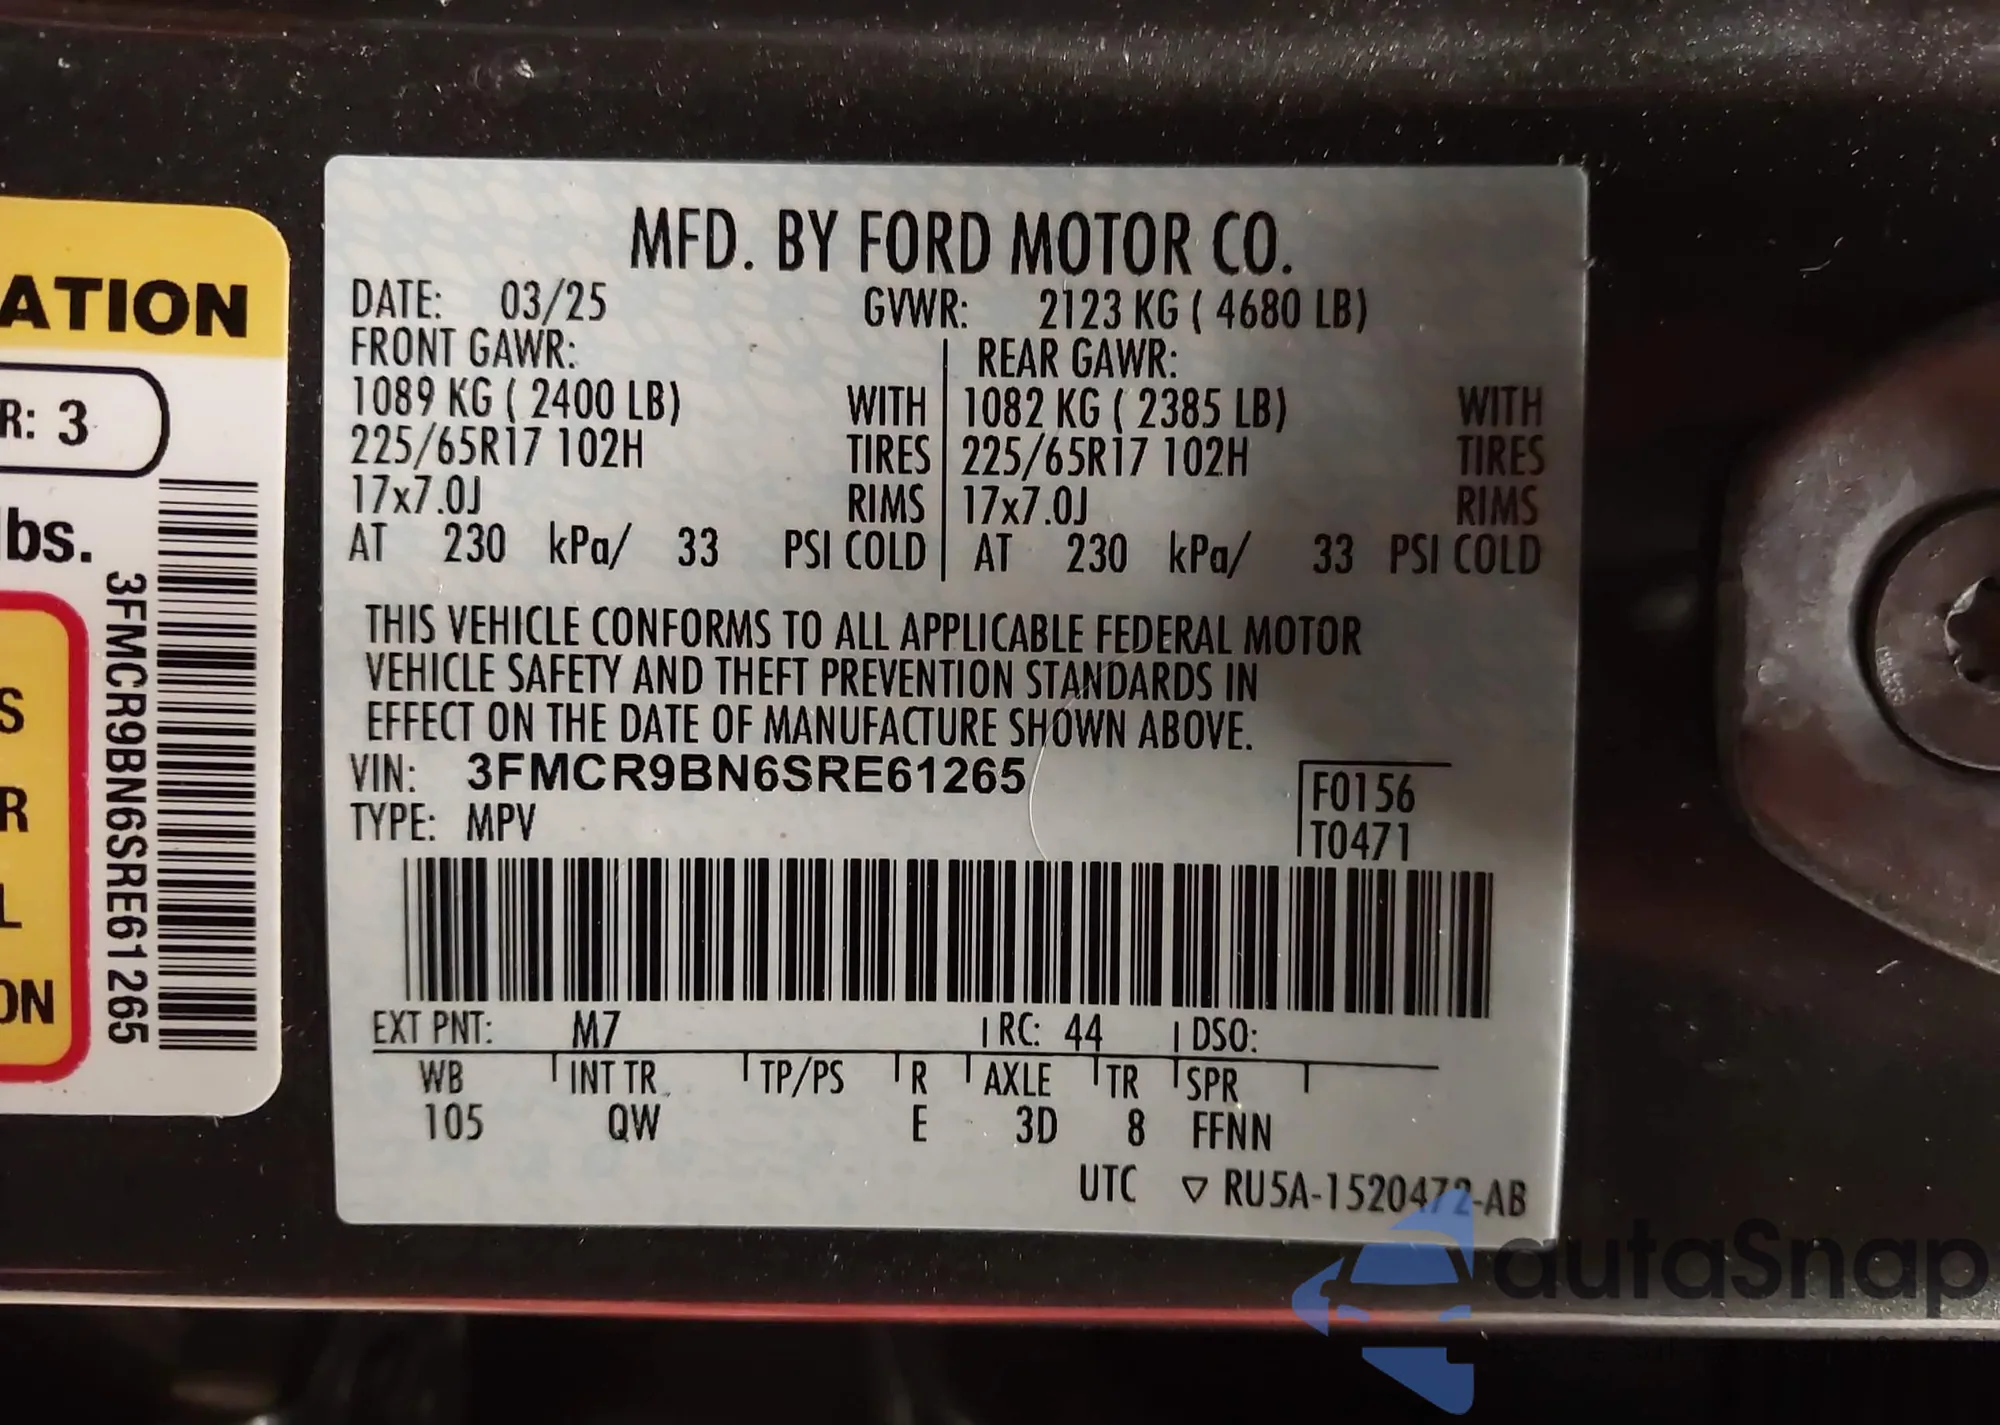 ATION
R: 3
lbs.
S
R
L
ON
3FMCR9BN6SRE61265
MFD. BY FORD MOTOR CO.
DATE: 03/25 GVWR: 2123 KG ( 4680 LB)
FRONT GAWR: REAR GAWR:
1089 KG ( 2400 LB) WITH 1082 KG ( 2385 LB) WITH
225/65R17 102H TIRES 225/65R17 102H TIRES
17x7.0J RIMS 17x7.0J RIMS
AT 230 kPa/ 33 PSI COLD AT 230 kPa/ 33 PSI COLD
THIS VEHICLE CONFORMS TO ALL APPLICABLE FEDERAL MOTOR
VEHICLE SAFETY AND THEFT PREVENTION STANDARDS IN
EFFECT ON THE DATE OF MANUFACTURE SHOWN ABOVE.
VIN: 3FMCR9BN6SRE61265
TYPE: MPV
F0156
T0471
EXT PNT: M7 RC: 44 DSO:
WB INT TR TP/PS R AXLE TR SPR
105 QW E 3D 8 FFNN
UTC ▽ RU5A-1520472-AB
autaSnap